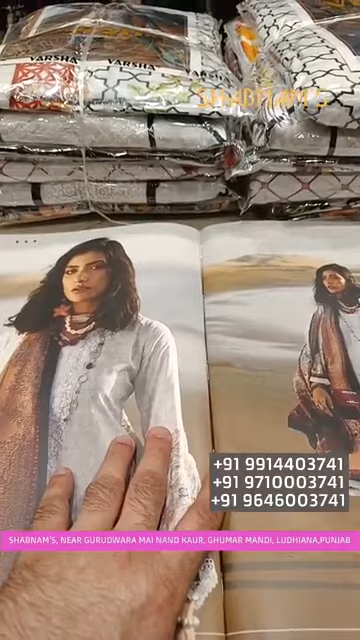 VARSHA VARSHA VARSHA
SHABNAM'S
+91 9914403741
+91 9710003741
+91 9646003741
SHABNAM'S, NEAR GURUDWARA MAI NAND KAUR, GHUMAR MANDI, LUDHIANA,PUNJAB